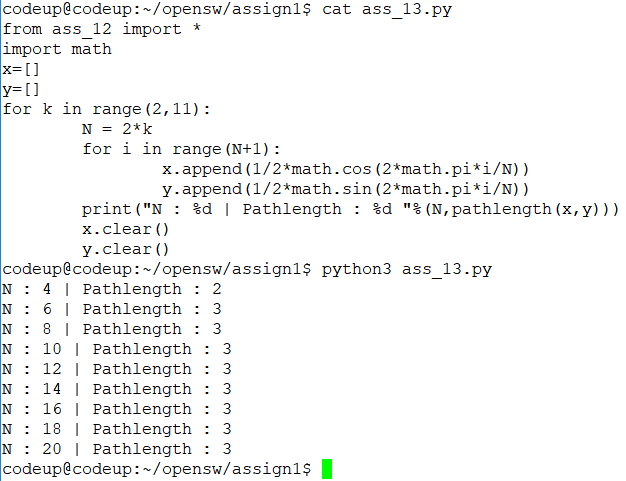 codeup@codeup:~/opensw/assign1$ cat ass_13.py
from ass_12 import *
import math
x=[]
y=[]
for k in range(2,11):
        N = 2*k
        for i in range(N+1):
                x.append(1/2*math.cos(2*math.pi*i/N))
                y.append(1/2*math.sin(2*math.pi*i/N))
        print("N : %d | Pathlength : %d "%(N,pathlength(x,y)))
        x.clear()
        y.clear()
codeup@codeup:~/opensw/assign1$ python3 ass_13.py
N : 4 | Pathlength : 2
N : 6 | Pathlength : 3
N : 8 | Pathlength : 3
N : 10 | Pathlength : 3
N : 12 | Pathlength : 3
N : 14 | Pathlength : 3
N : 16 | Pathlength : 3
N : 18 | Pathlength : 3
N : 20 | Pathlength : 3
codeup@codeup:~/opensw/assign1$